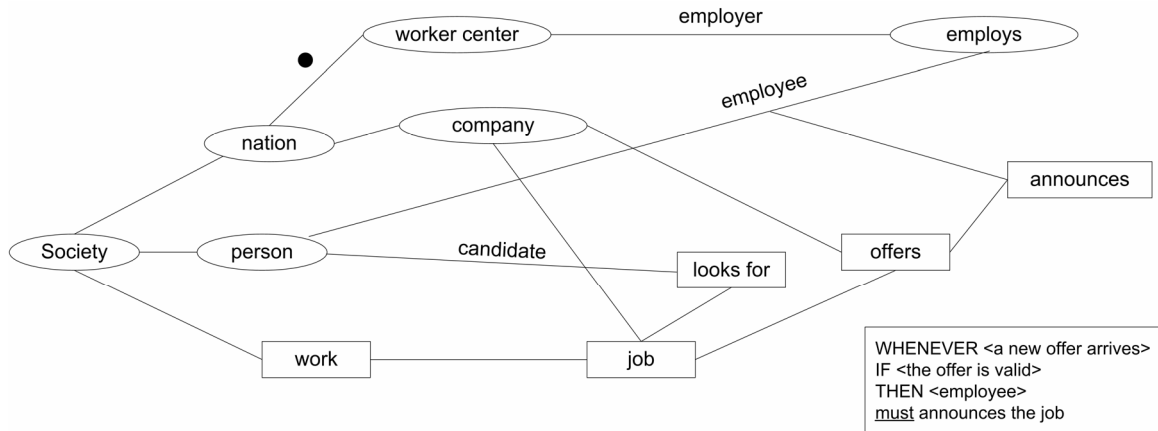 employer
worker center
employs
employee
company
nation
announces
Society
person
candidate
offers
looks for
work
job
WHENEVER <a new offer arrives>
IF <the offer is valid>
THEN <employee>
must announces the job